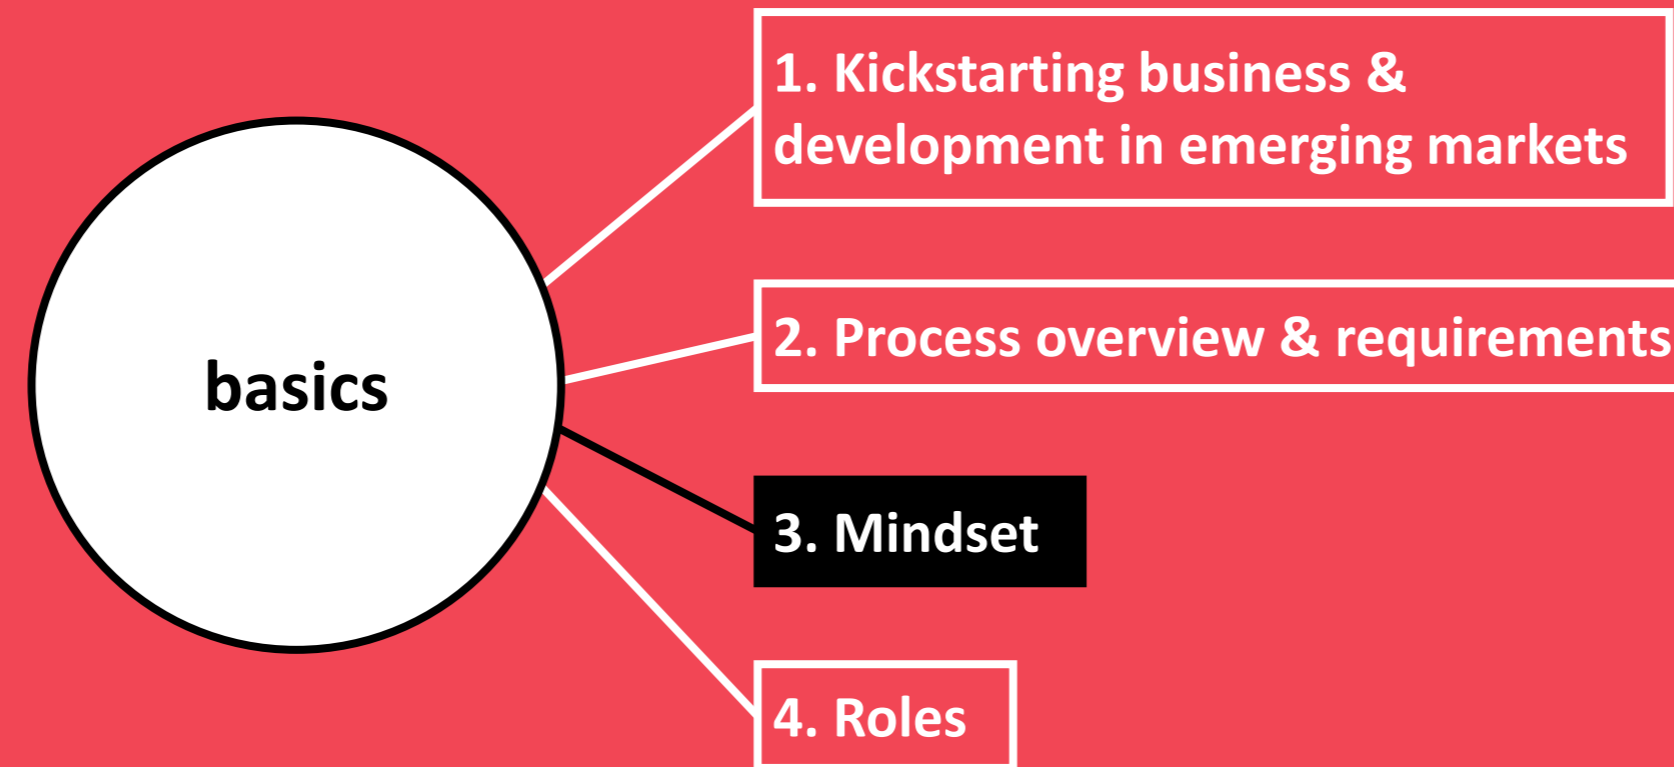 basics
1. Kickstarting business &
development in emerging markets
2. Process overview & requirements
3. Mindset
4. Roles